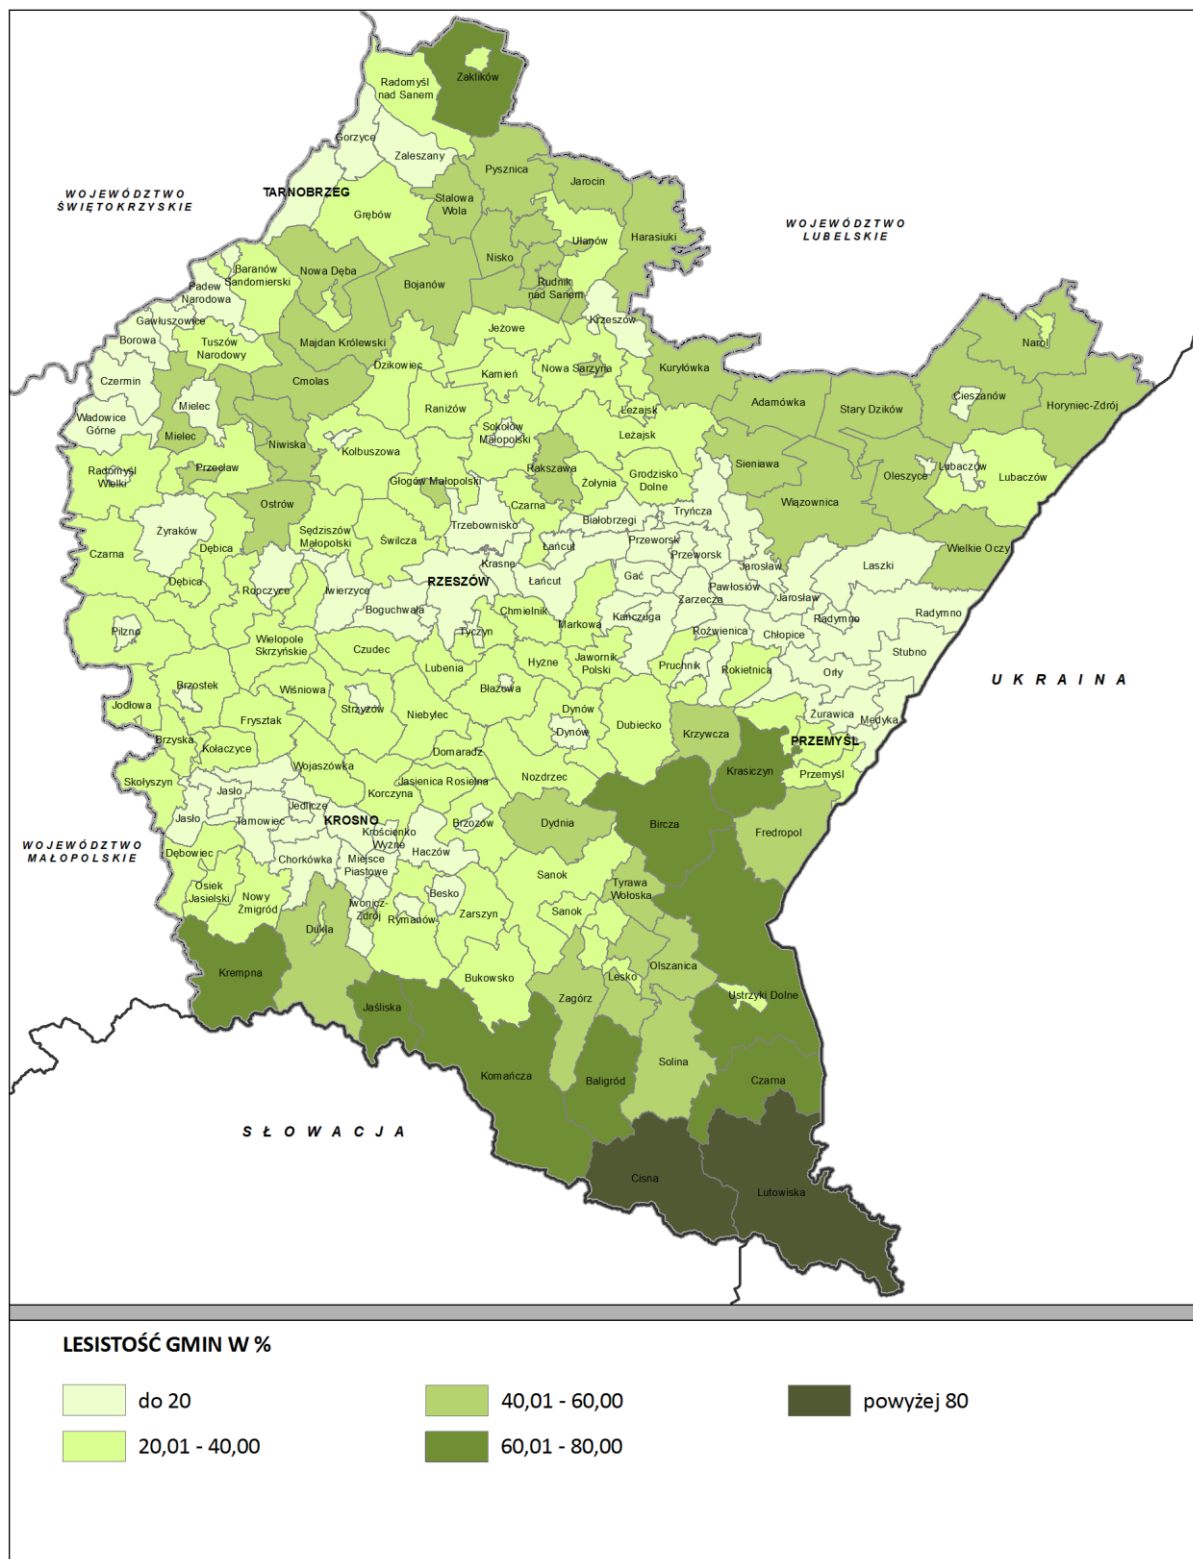 Zaklików
Radomyśl
nad Sanem
Gorzyce
Zaleszany
Pysznica
Jarocin
WOJEWÓDZTWO
ŚWIĘTOKRZYSKIE
TARNOBRZEG
Stalowa
Wola
Grębów
WOJEWÓDZTWO
LUBELSKIE
Ulanów
Harasiuki
Nisko
Baranów
Sandomierski
Nowa Dęba
Bojanów
Rudnik
nad Sanem
Padew
Narodowa
Gawłuszowice
Krzeszów
Borowa
Tuszów
Narodowy
Majdan Królewski
Jeżowe
Narol
Dzikowiec
Kamień
Nowa Sarzyna
Kuryłówka
Czermin
Cmolas
Cieszanów
Mielec
Adamówka
Stary Dzików
Horyniec-Zdrój
Wadowice
Górne
Raniżów
Leżajsk
Mielec
Niwiska
Kolbuszowa
Sokołów
Małopolski
Leżajsk
Radomyśl
Wielki
Przecław
Rakszawa
Sieniawa
Oleszyce
Lubaczów
Lubaczów
Głogów Małopolski
Żołynia
Grodzisko
Dolne
Ostrów
Czarna
Wiązownica
Żyraków
Sędziszów
Małopolski
Trzebownisko
Białobrzegi
Tryńcza
Czarna
Dębica
Świlcza
Łańcut
Przeworsk
Przeworsk
Wielkie Oczy
Krasne
Dębica
Ropczyce
Iwierzyce
RZESZÓW
Łańcut
Gać
Jarosław
Laszki
Pawłosiów
Zarzecze
Jarosław
Boguchwała
Chmielnik
Markowa
Kańczuga
Radymno
Radymno
Pilzno
Tyczyn
Roźwienica
Chłopice
Wielopole
Skrzyńskie
Czudec
Lubenia
Hyżne
Jawornik
Polski
Pruchnik
Rokietnica
Orły
Stubno
UKRAINA
Brzostek
Wiśniowa
Błażowa
Jodłowa
Strzyżów
Niebylec
Dynów
Dubiecko
Żurawica
Medyka
Frysztak
Dynów
Krzywcza
PRZEMYŚL
Brzyska
Kołaczyce
Domaradz
Krasiczyn
Wojaszówka
Skołyszyn
Jasienica Rosielna
Nozdrzec
Przemyśl
Jasło
Korczyna
Jedlicze
Jasło
Tarnowiec
KROSNO
Brzozów
Dydnia
Bircza
Fredropol
WOJEWÓDZTWO
MAŁOPOLSKIE
Krościenko
Wyżne
Dębowiec
Haczów
Chorkówka
Miejsce
Piastowe
Sanok
Tyrawa
Wołoska
Osiek
Jasielski
Nowy
Żmigród
Besko
Iwonicz-
Zdrój
Rymanów
Zarszyn
Sanok
Dukla
Krempna
Bukowsko
Lesko
Olszanica
Jaśliska
Zagórz
Ustrzyki Dolne
Komańcza
Baligród
Solina
Czarna
SŁOWACJA
Cisna
Lutowiska
LESISTOŚĆ GMIN W %
do 20
40,01 - 60,00
powyżej 80
20,01 - 40,00
60,01 - 80,00